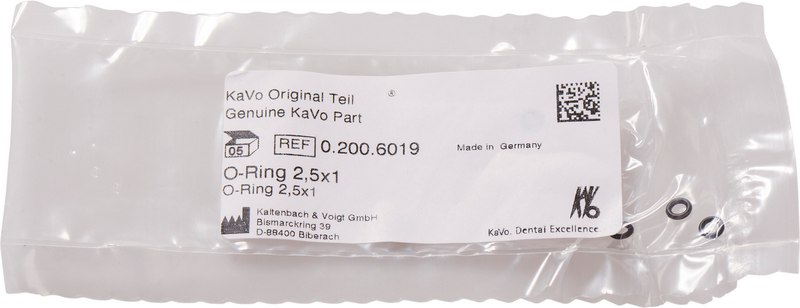 KaVo Original Teil ®
Genuine KaVo Part
05 REF 0.200.6019 Made in Germany
O-Ring 2,5x1
O-Ring 2,5x1
Kaltenbach & Voigt GmbH
Bismarckring 39
D-88400 Biberach
KaVo
KaVo. Dental Excellence